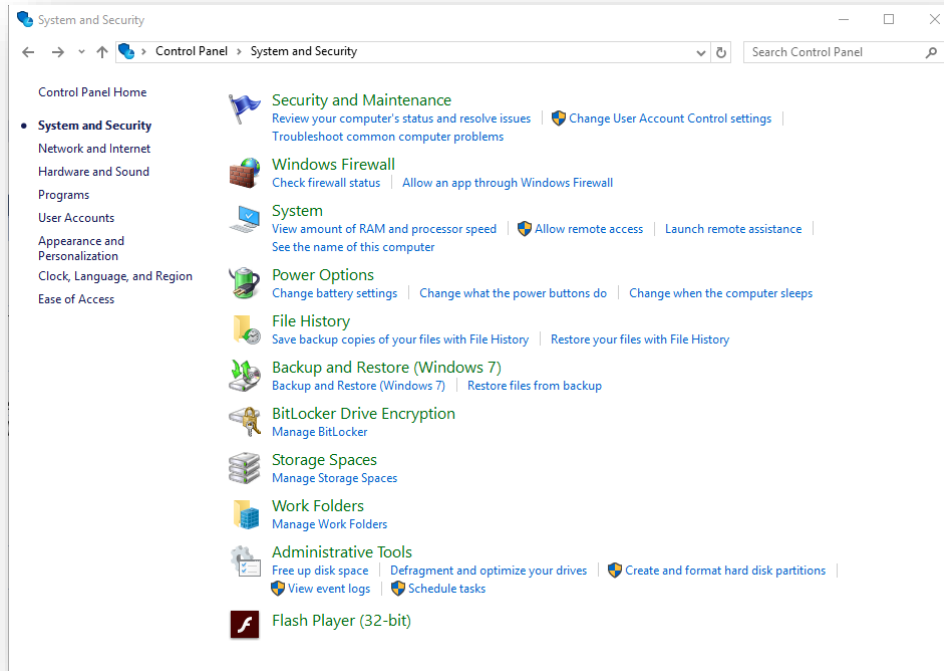 System and Security
Control Panel › System and Security
Search Control Panel
Control Panel Home
System and Security
Network and Internet
Hardware and Sound
Programs
User Accounts
Appearance and
Personalization
Clock, Language, and Region
Ease of Access
Security and Maintenance
Review your computer's status and resolve issues
Change User Account Control settings
Troubleshoot common computer problems
Windows Firewall
Check firewall status
Allow an app through Windows Firewall
System
View amount of RAM and processor speed
Allow remote access
Launch remote assistance
See the name of this computer
Power Options
Change battery settings
Change what the power buttons do
Change when the computer sleeps
File History
Save backup copies of your files with File History
Restore your files with File History
Backup and Restore (Windows 7)
Backup and Restore (Windows 7)
Restore files from backup
BitLocker Drive Encryption
Manage BitLocker
Storage Spaces
Manage Storage Spaces
Work Folders
Manage Work Folders
Administrative Tools
Free up disk space
Defragment and optimize your drives
Create and format hard disk partitions
View event logs
Schedule tasks
Flash Player (32-bit)